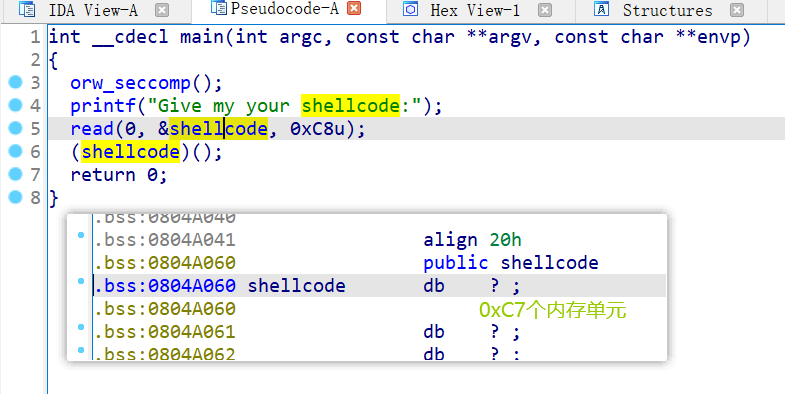 IDA View-A Pseudocode-A Hex View-1 Structures
1 int __cdecl main(int argc, const char **argv, const char **envp)
2 {
3 orw_seccomp();
4 printf("Give my your shellcode:");
5 read(0, &shellcode, 0xC8u);
6 (shellcode)();
7 return 0;
8 }
.bss:0804A040
.bss:0804A041 align 20h
.bss:0804A060 public shellcode
.bss:0804A060 shellcode db ? ;
.bss:0804A060 0xC7个内存单元
.bss:0804A061 db ? ;
.bss:0804A062 db ? ;